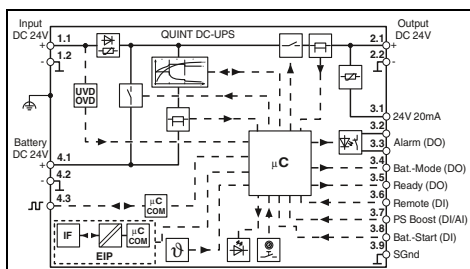 Input
DC 24V
+
1.1
1.2
-
QUINT DC-UPS
Output
DC 24V
2.1
+
2.2
-
UVD
OVD
3.1
24V 20mA
3.2
Alarm (DO)
3.3
3.4
Bat.-Mode (DO)
3.5
Ready (DO)
3.6
Remote (DI)
3.7
PS Boost (DI/AI)
3.8
Bat.-Start (DI)
3.9
SGnd
Battery
DC 24V
4.1
+
4.2
-
4.3
µC
µC
COM
IF
µC
COM
EIP
ϑ